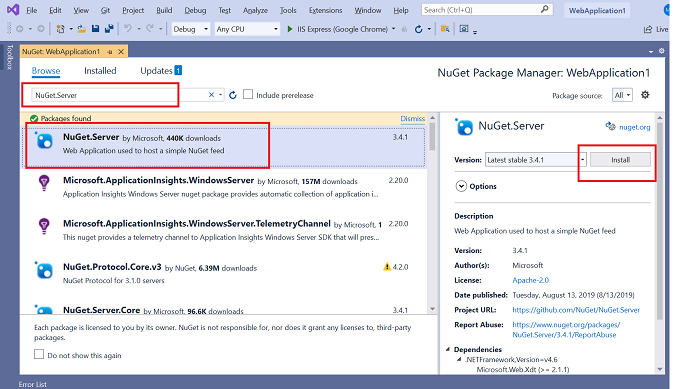 File Edit View Git Project Build Debug Test Analyze Tools Extensions Window Help Search (Ctrl+Q) WebApplication1
Debug Any CPU IIS Express (Google Chrome) Live
Toolbox
NuGet: WebApplication1
Browse Installed Updates 1
NuGet Package Manager: WebApplication1
NuGet.Server Include prerelease
Package source: All
Packages found Dismiss
NuGet.Server by Microsoft, 440K downloads 3.4.1
Web Application used to host a simple NuGet feed
Microsoft.ApplicationInsights.WindowsServer by Microsoft, 157M downloads 2.20.0
Application Insights Windows Server nuget package provides automatic collection of application i...
Microsoft.ApplicationInsights.WindowsServer.TelemetryChannel by Microsoft, 1 2.20.0
This nuget provides a telemetry channel to Application Insights Windows Server SDK that will pres...
NuGet.Protocol.Core.v3 by NuGet, 6.39M downloads 4.2.0
NuGet Protocol for 3.1.0 servers
NuGet.Server.Core by Microsoft, 96.6K downloads 3.4.1
Each package is licensed to you by its owner. NuGet is not responsible for, nor does it grant any licenses to, third-party
packages.
Do not show this again
NuGet.Server nuget.org
Version: Latest stable 3.4.1 Install
Options
Description
Web Application used to host a simple NuGet feed
Version: 3.4.1
Author(s): Microsoft
License: Apache-2.0
Date published: Tuesday, August 13, 2019 (8/13/2019)
Project URL: https://github.com/NuGet/NuGet.Server
Report Abuse: https://www.nuget.org/packages/
NuGet.Server/3.4.1/ReportAbuse
Dependencies
.NETFramework,Version=v4.6
Microsoft.Web.Xdt (>= 2.1.1)
Error List